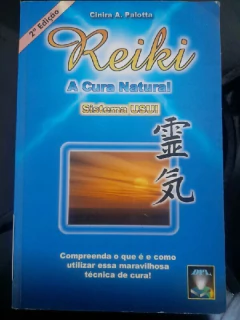 Cinira A. Palotta
2ª Edição
Reiki
A Cura Natural
Sistema USUI
靈
気
Compreenda o que é e como
utilizar essa maravilhosa
técnica de cura!